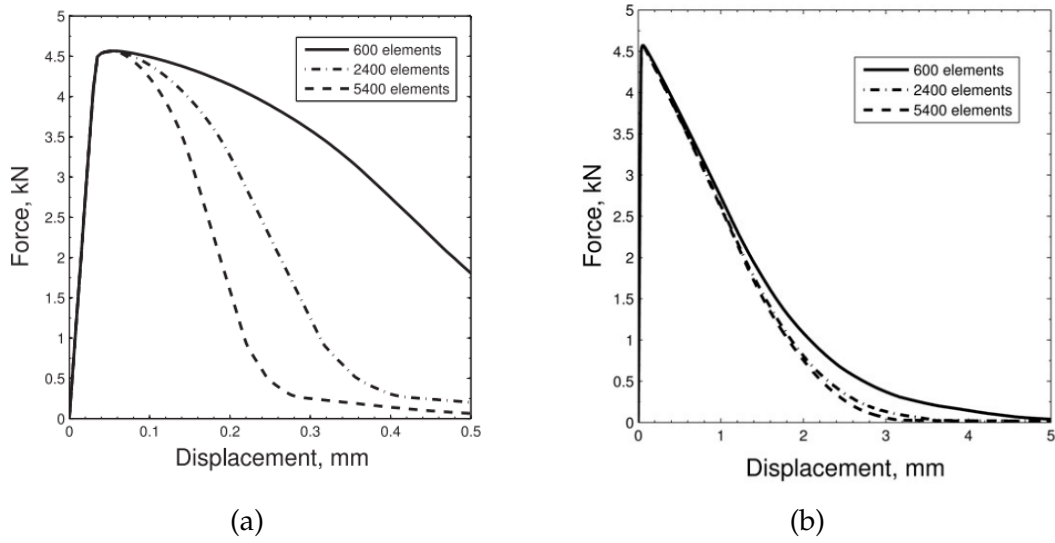 5
4.5
4
3.5
3
2.5
2
1.5
1
0.5
0
0 0.1 0.2 0.3 0.4 0.5
Force, kN
Displacement, mm
600 elements
2400 elements
5400 elements
(a)
5
4.5
4
3.5
3
2.5
2
1.5
1
0.5
0
0 1 2 3 4 5
Force, kN
Displacement, mm
600 elements
2400 elements
5400 elements
(b)